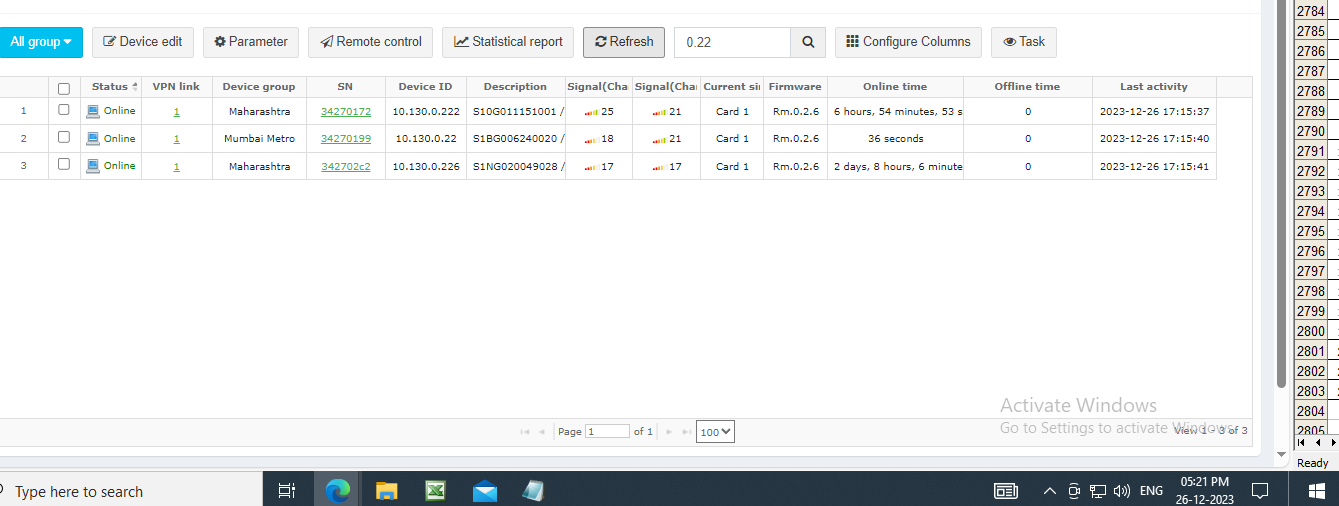 All group Device edit Parameter Remote control Statistical report Refresh 0.22 Configure Columns Task
Status VPN link Device group SN Device ID Description Signal(Cha Signal(Cha Current si Firmware Online time Offline time Last activity
1 Online 1 Maharashtra 34270172 10.130.0.222 S10G011151001 / 25 21 Card 1 Rm.0.2.6 6 hours, 54 minutes, 53 s 0 2023-12-26 17:15:37
2 Online 1 Mumbai Metro 34270199 10.130.0.22 S1BG006240020 / 18 21 Card 1 Rm.0.2.6 36 seconds 0 2023-12-26 17:15:40
3 Online 1 Maharashtra 342702c2 10.130.0.226 S1NG020049028 / 17 17 Card 1 Rm.0.2.6 2 days, 8 hours, 6 minute 0 2023-12-26 17:15:41
Activate Windows
Go to Settings to activate Windows.
Page 1 of 1 100 View 1 - 3 of 3
2784
2785
2786
2787
2788
2789
2790
2791
2792
2793
2794
2795
2796
2797
2798
2799
2800
2801
2802
2803
2804
2805
Ready
Type here to search
ENG
05:21 PM
26-12-2023